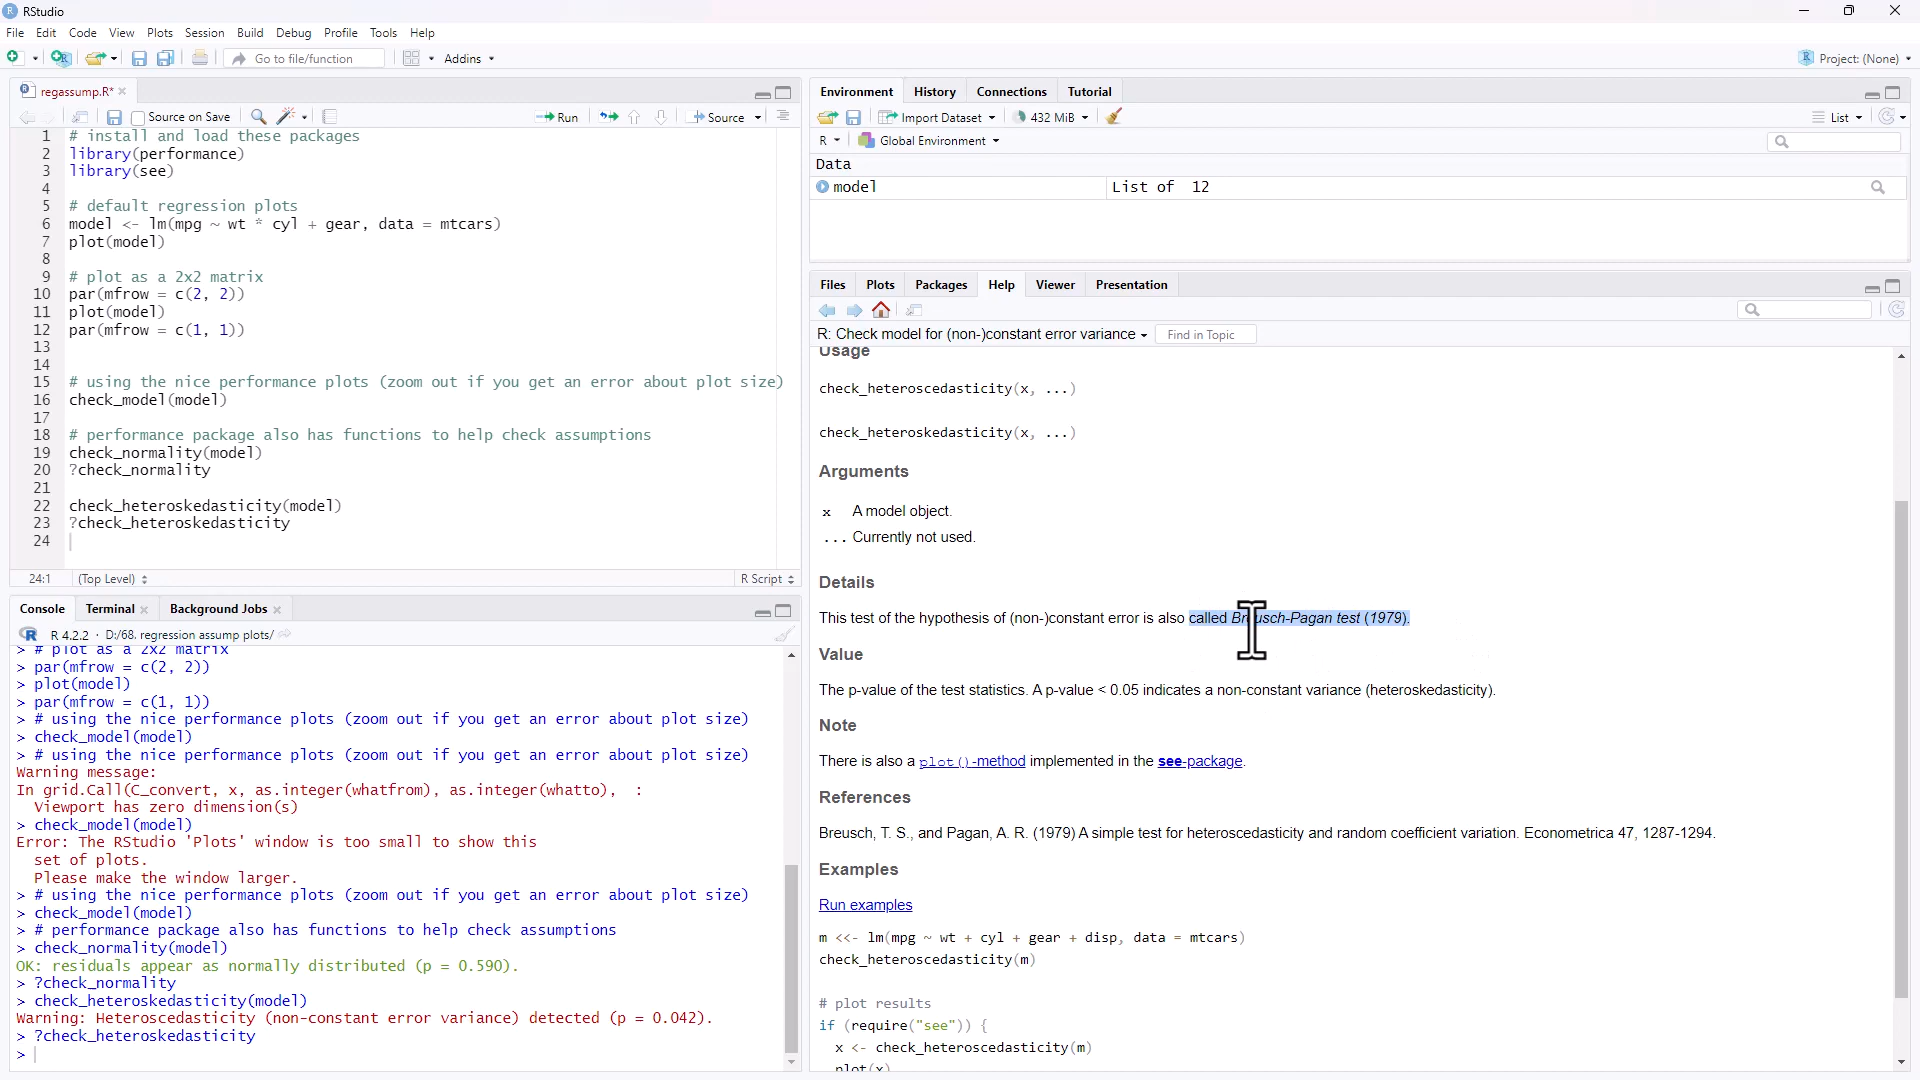 RStudio
File Edit Code View Plots Session Build Debug Profile Tools Help
Go to file/function Addins Project: (None)
regassump.R*
Source on Save Run Source
1 # install and load these packages
2 library(performance)
3 library(see)
4
5 # default regression plots
6 model <- lm(mpg ~ wt * cyl + gear, data = mtcars)
7 plot(model)
8
9 # plot as a 2x2 matrix
10 par(mfrow = c(2, 2))
11 plot(model)
12 par(mfrow = c(1, 1))
13
14
15 # using the nice performance plots (zoom out if you get an error about plot size)
16 check_model(model)
17
18 # performance package also has functions to help check assumptions
19 check_normality(model)
20 ?check_normality
21
22 check_heteroskedasticity(model)
23 ?check_heteroskedasticity
24
24:1 (Top Level) R Script
Console Terminal Background Jobs
R 4.2.2 · D:/68. regression assump plots/
> # plot as a 2x2 matrix
> par(mfrow = c(2, 2))
> plot(model)
> par(mfrow = c(1, 1))
> # using the nice performance plots (zoom out if you get an error about plot size)
> check_model(model)
> # using the nice performance plots (zoom out if you get an error about plot size)
Warning message:
In grid.Call(C_convert, x, as.integer(whatfrom), as.integer(whatto), :
Viewport has zero dimension(s)
> check_model(model)
Error: The RStudio 'Plots' window is too small to show this
set of plots.
Please make the window larger.
> # using the nice performance plots (zoom out if you get an error about plot size)
> check_model(model)
> # performance package also has functions to help check assumptions
> check_normality(model)
OK: residuals appear as normally distributed (p = 0.590).
> ?check_normality
> check_heteroskedasticity(model)
Warning: Heteroscedasticity (non-constant error variance) detected (p = 0.042).
> ?check_heteroskedasticity
>
Environment History Connections Tutorial
Import Dataset 432 MiB List
R Global Environment
Data
model List of 12
Files Plots Packages Help Viewer Presentation
R: Check model for (non-)constant error variance Find in Topic
Usage
check_heteroscedasticity(x, ...)
check_heteroskedasticity(x, ...)
Arguments
x A model object.
... Currently not used.
Details
This test of the hypothesis of (non-)constant error is also called Breusch-Pagan test (1979).
Value
The p-value of the test statistics. A p-value < 0.05 indicates a non-constant variance (heteroskedasticity).
Note
There is also a plot()-method implemented in the see-package.
References
Breusch, T. S., and Pagan, A. R. (1979) A simple test for heteroscedasticity and random coefficient variation. Econometrica 47, 1287-1294.
Examples
Run examples
m <<- lm(mpg ~ wt + cyl + gear + disp, data = mtcars)
check_heteroscedasticity(m)
# plot results
if (require("see")) {
x <- check_heteroscedasticity(m)
plot(x)